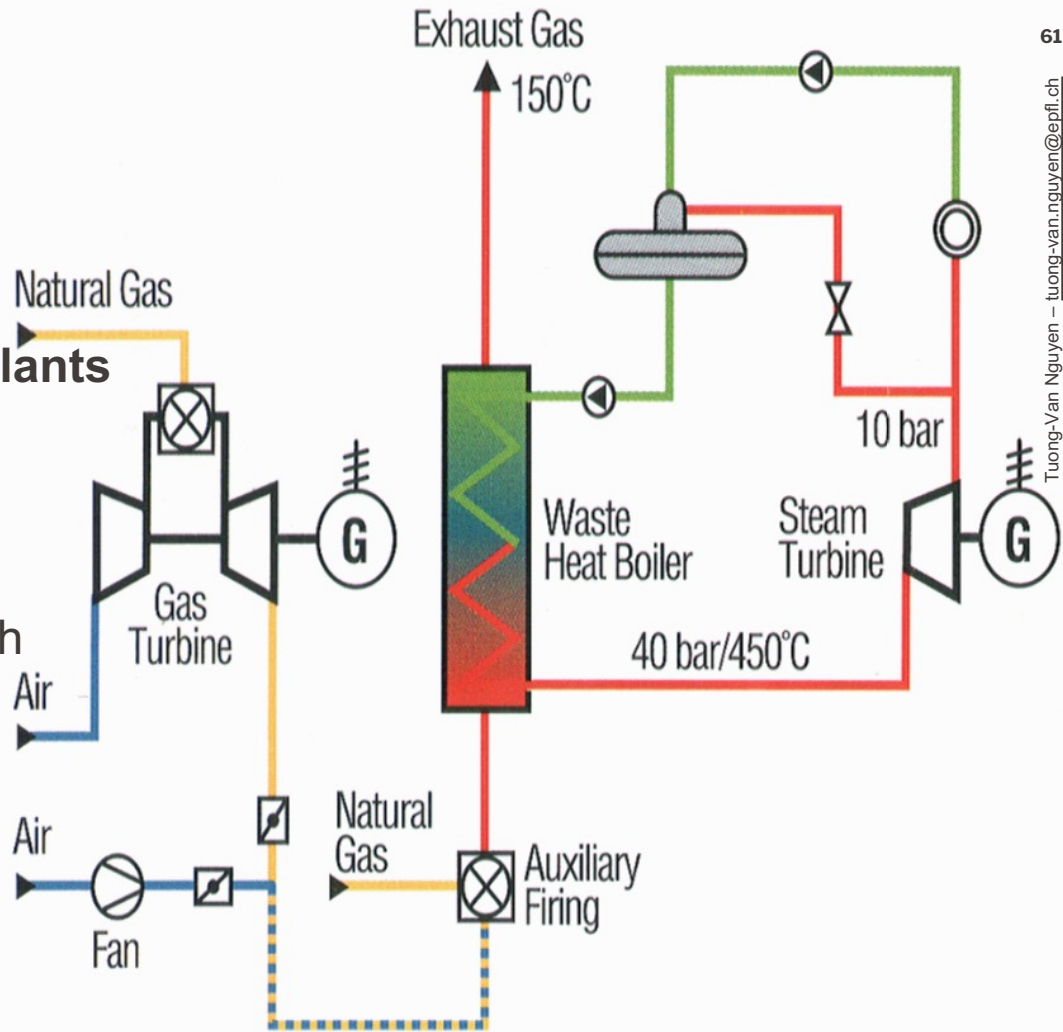 Exhaust Gas
150°C
61
Tuong-Van Nguyen – tuong-van.nguyen@epfl.ch
Natural Gas
lants
10 bar
G
Waste
Heat Boiler
Steam
Turbine
G
Gas
Turbine
h
40 bar/450°C
Air
Air
Natural
Gas
Auxiliary
Firing
Fan